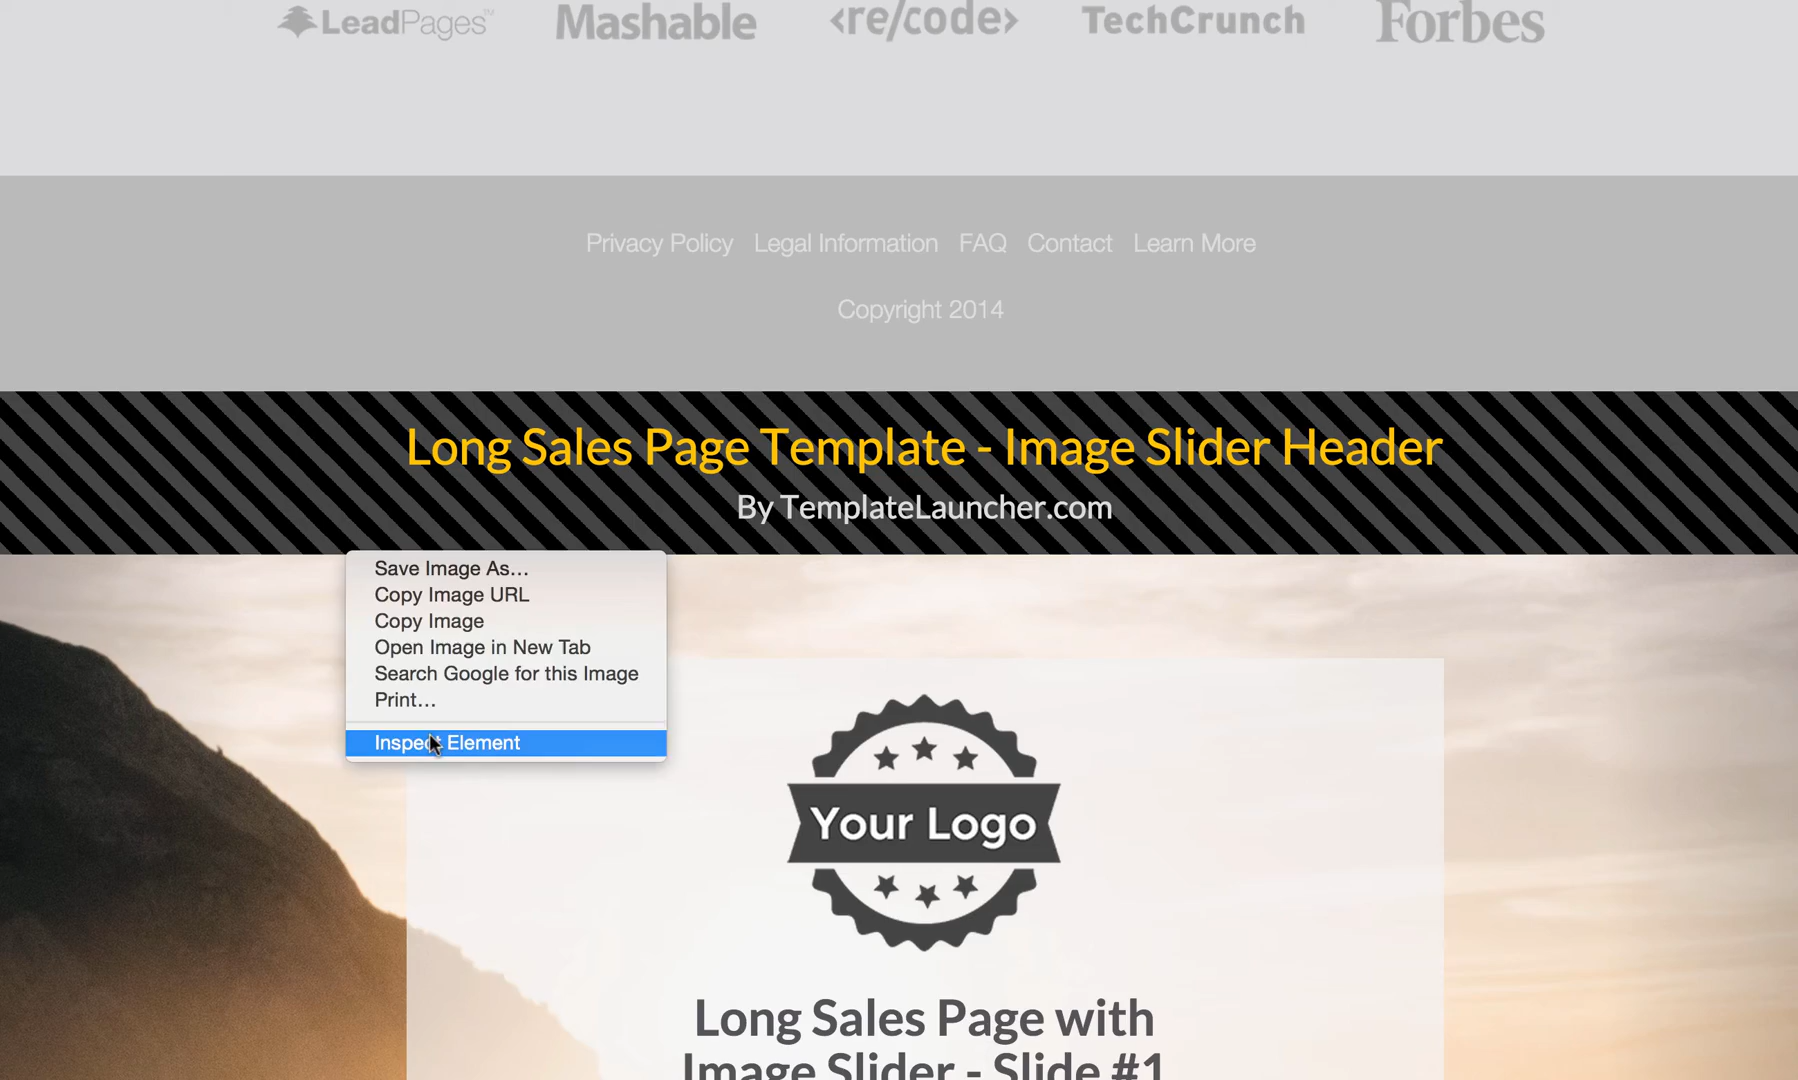 LeadPages™ Mashable <re/code> TechCrunch Forbes
Privacy Policy Legal Information FAQ Contact Learn More
Copyright 2014
Long Sales Page Template - Image Slider Header
By TemplateLauncher.com
Save Image As...
Copy Image URL
Copy Image
Open Image in New Tab
Search Google for this Image
Print...
Inspect Element
Your Logo
Long Sales Page with
Image Slider - Slide #1